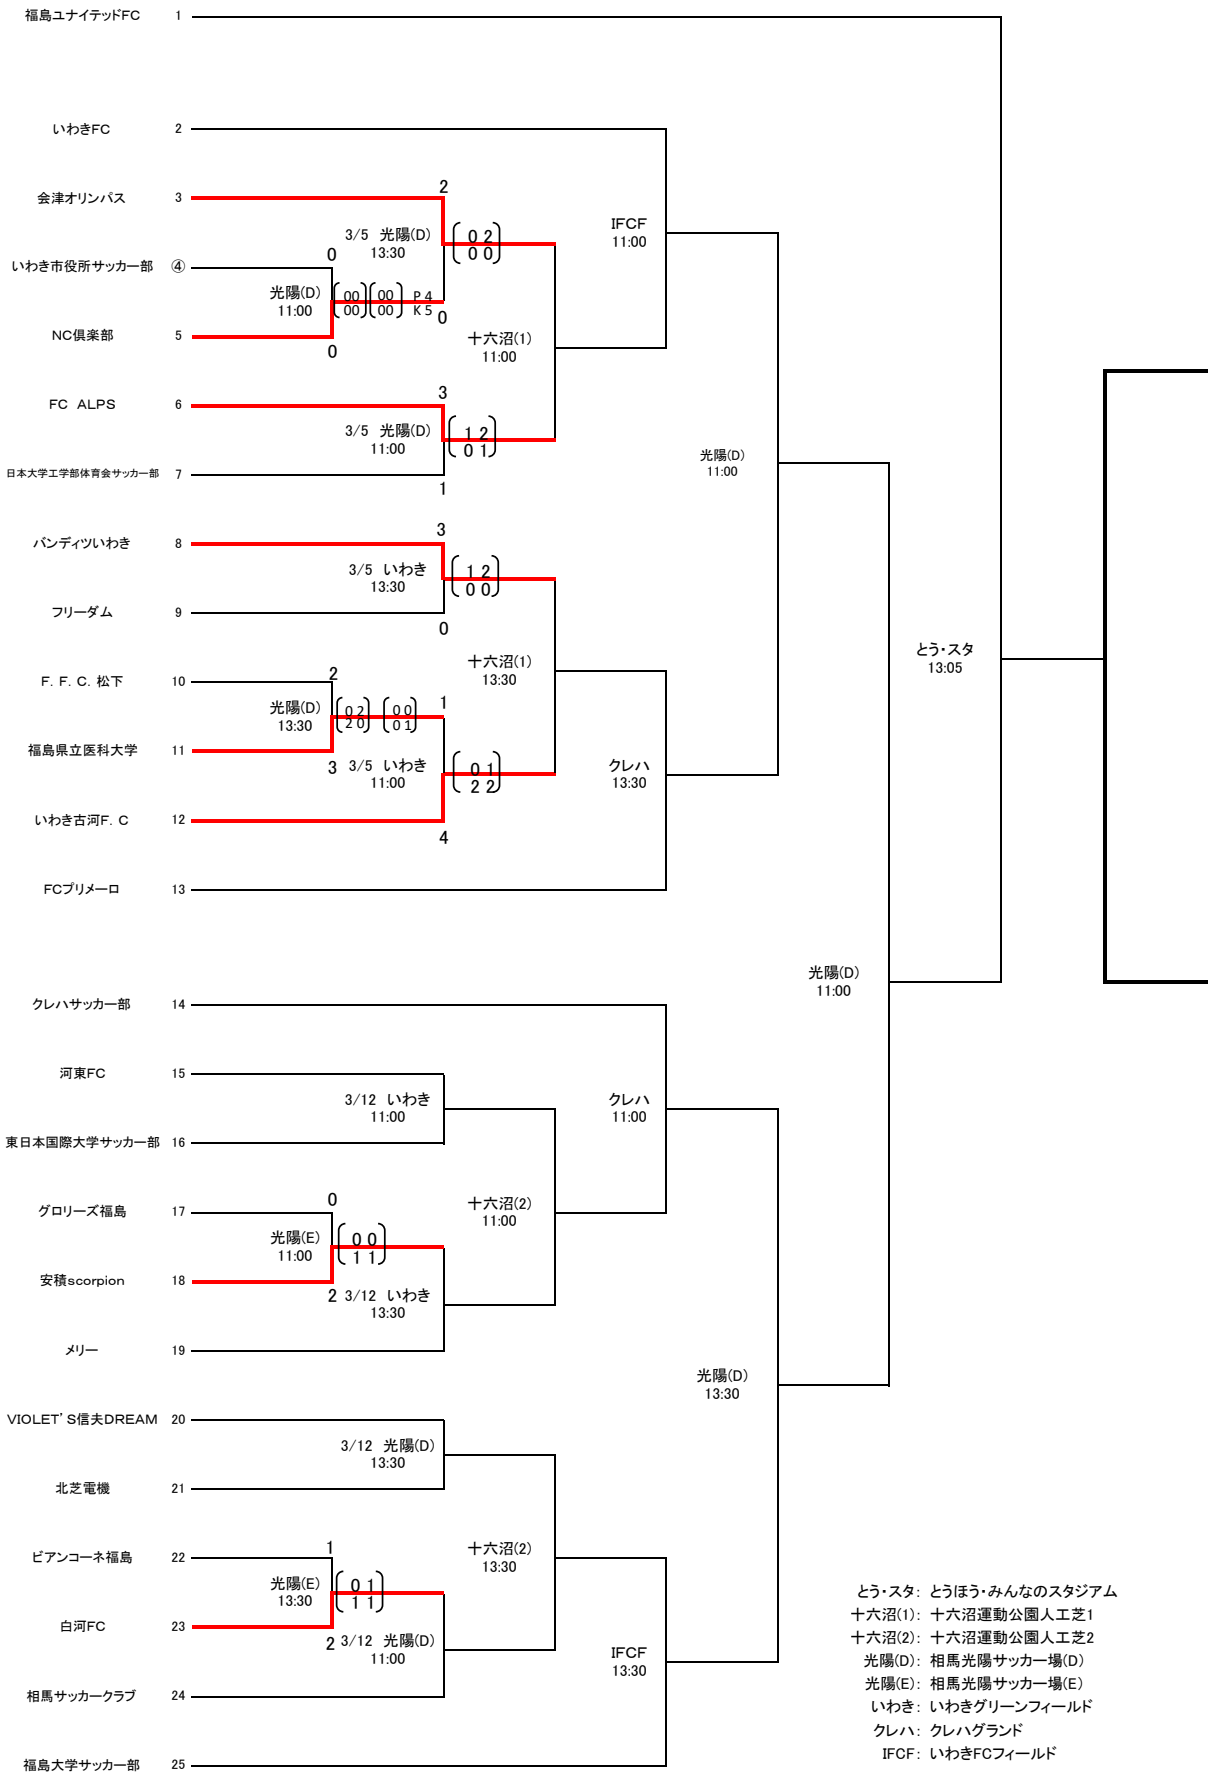 福島ユナイテッドFC 1
いわきFC 2
会津オリンパス 3
2
3/5 光陽(D)
13:30
0 2
0 0
IFCF
11:00
いわき市役所サッカー部 ④
0
光陽(D)
11:00
00 00 P 4
00 00 K 5
0
NC倶楽部 5
0
十六沼(1)
11:00
FC ALPS 6
3
3/5 光陽(D)
11:00
1 2
0 1
日本大学工学部体育会サッカー部 7
1
光陽(D)
11:00
バンディツいわき 8
3
3/5 いわき
13:30
1 2
0 0
フリーダム 9
0
十六沼(1)
13:30
とう・スタ
13:05
F. F. C. 松下 10
2
光陽(D)
13:30
0 2 0 0
2 0 0 1
1
福島県立医科大学 11
3
3/5 いわき
11:00
0 1
2 2
クレハ
13:30
いわき古河F. C 12
4
FCプリメーロ 13
光陽(D)
11:00
クレハサッカー部 14
河東FC 15
3/12 いわき
11:00
クレハ
11:00
東日本国際大学サッカー部 16
グロリーズ福島 17
0
十六沼(2)
11:00
光陽(E)
11:00
0 0
1 1
安積scorpion 18
2
3/12 いわき
13:30
メリー 19
光陽(D)
13:30
VIOLET'S信夫DREAM 20
3/12 光陽(D)
13:30
北芝電機 21
ビアンコーネ福島 22
1
十六沼(2)
13:30
光陽(E)
13:30
0 1
1 1
白河FC 23
2
3/12 光陽(D)
11:00
IFCF
13:30
相馬サッカークラブ 24
福島大学サッカー部 25
とう・スタ: とうほう・みんなのスタジアム
十六沼(1): 十六沼運動公園人工芝1
十六沼(2): 十六沼運動公園人工芝2
光陽(D): 相馬光陽サッカー場(D)
光陽(E): 相馬光陽サッカー場(E)
いわき: いわきグリーンフィールド
クレハ: クレハグランド
IFCF: いわきFCフィールド